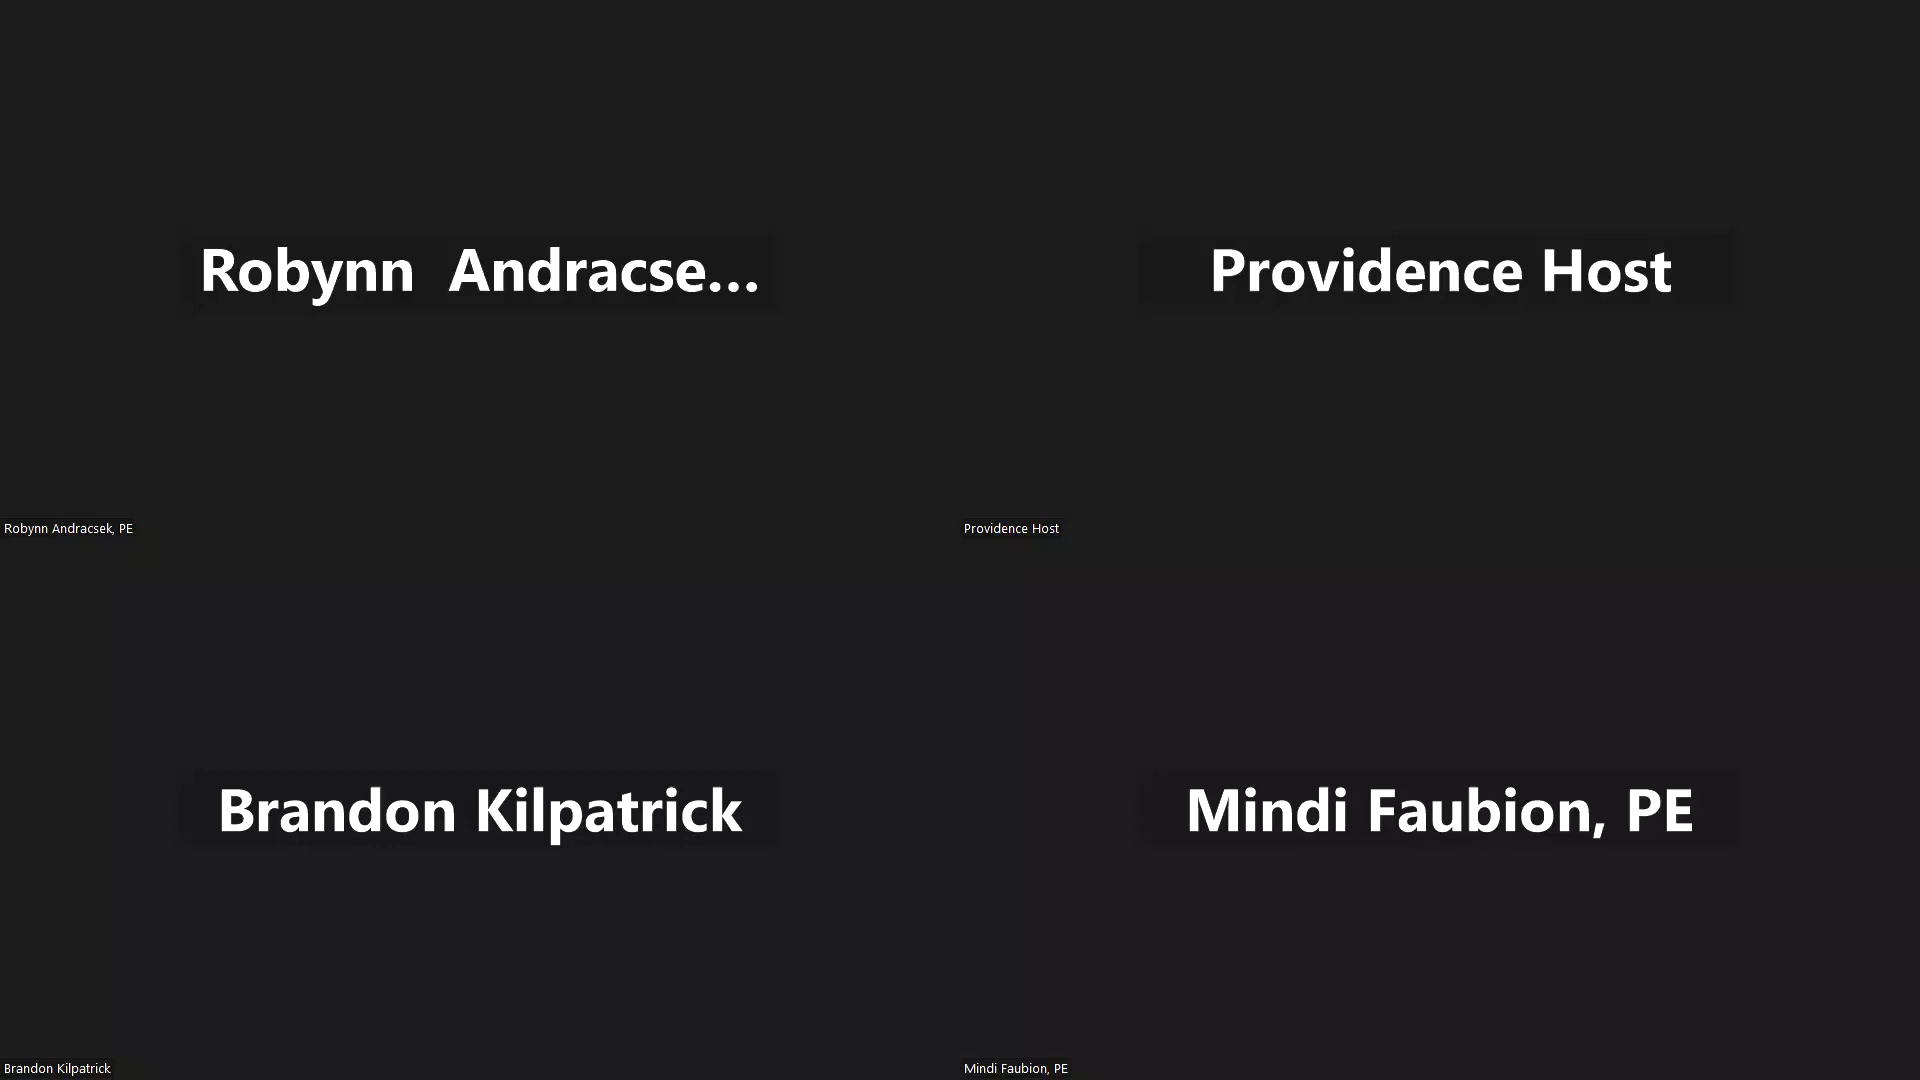 Robynn  Andracse...
Providence Host
Robynn Andracsek, PE
Providence Host
Brandon Kilpatrick
Mindi Faubion, PE
Brandon Kilpatrick
Mindi Faubion, PE